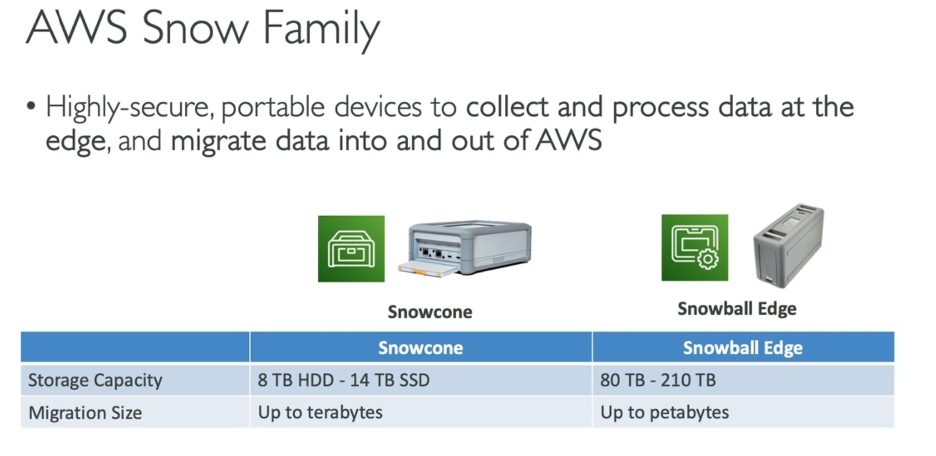 AWS Snow Family
• Highly-secure, portable devices to collect and process data at the
edge, and migrate data into and out of AWS
Snowcone
Snowball Edge
Snowcone Snowball Edge
Storage Capacity 8 TB HDD - 14 TB SSD 80 TB - 210 TB
Migration Size Up to terabytes Up to petabytes